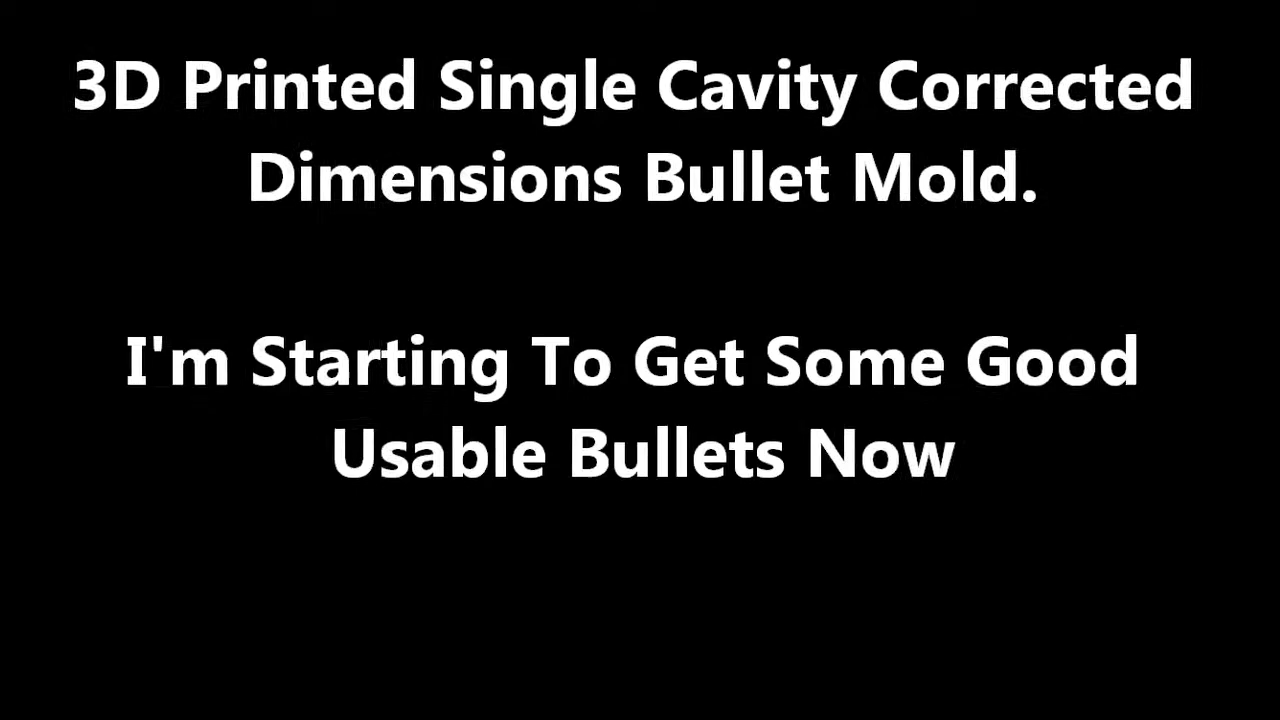 3D Printed Single Cavity Corrected
Dimensions Bullet Mold.
I'm Starting To Get Some Good
Usable Bullets Now